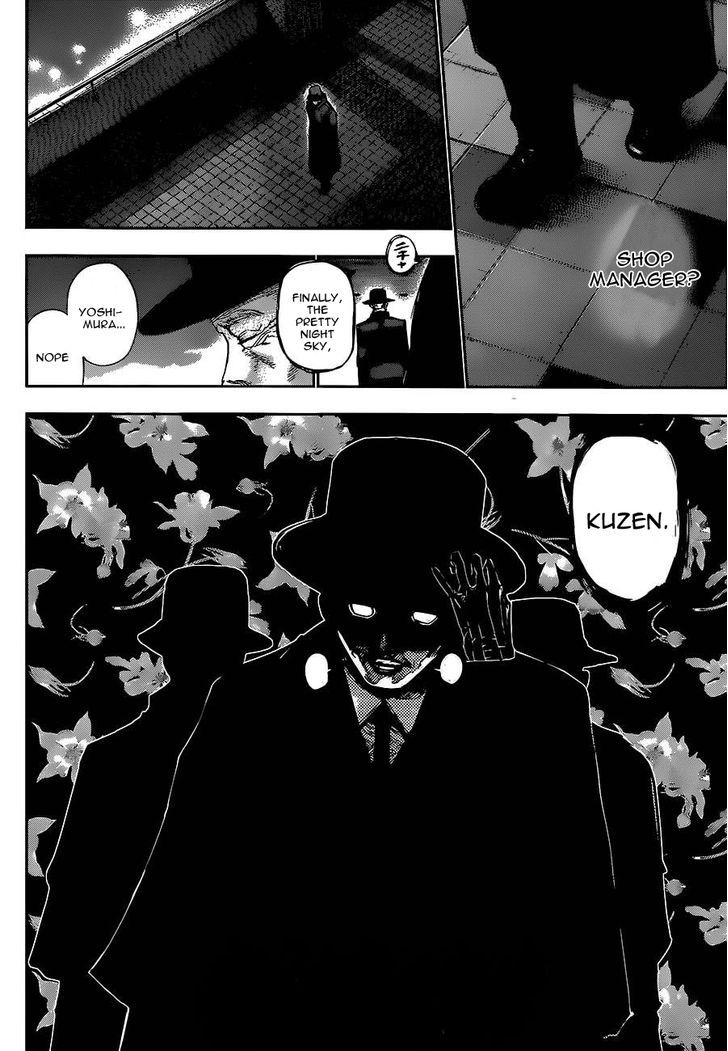 SHOP
MANAGER?
FINALLY,
THE
PRETTY
NIGHT
SKY,
YOSHI-
MURA...
NOPE
KUZEN.